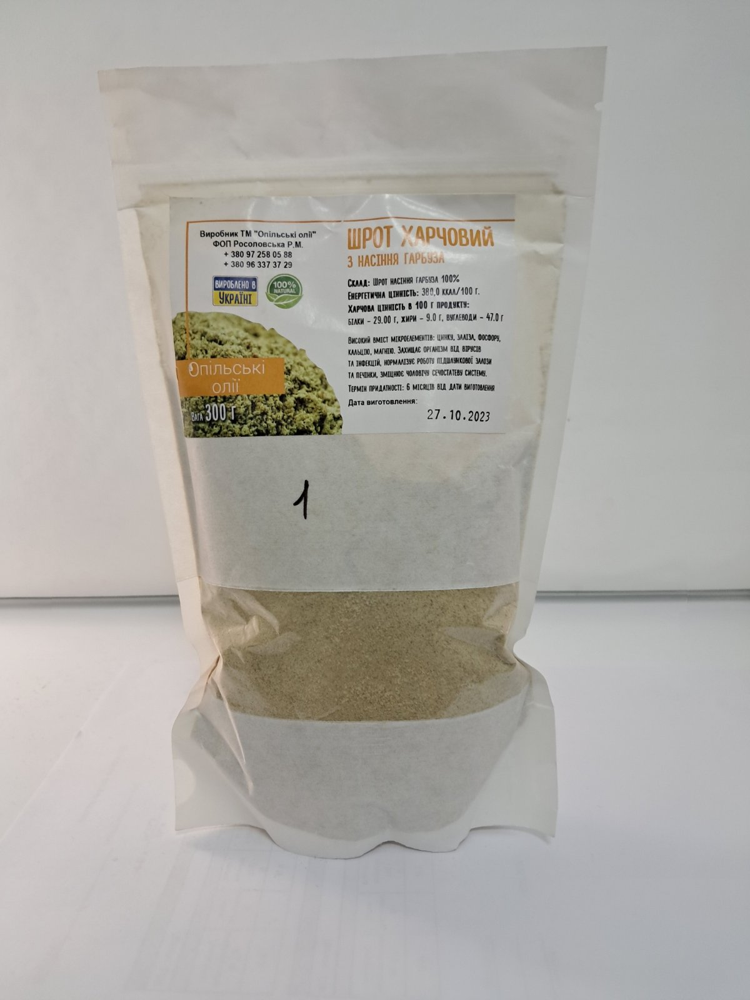 Виробник ТМ "Опільські олії"
ФОП Росоловська Р.М.
+ 380 97 258 05 88
+ 380 96 337 37 29
ВИРОБЛЕНО В
УКРАЇНІ
100%
NATURAL
Опільські
олії
ВАГА 300 г
ШРОТ ХАРЧОВИЙ
З НАСІННЯ ГАРБУЗА
СКЛАД: ШРОТ НАСІННЯ ГАРБУЗА 100%
ЕНЕРГЕТИЧНА ЦІННІСТЬ: 380,0 ККАЛ/100 Г.
ХАРЧОВА ЦІННІСТЬ В 100 Г ПРОДУКТУ:
БІЛКИ – 29.00 Г, ЖИРИ – 9.0 Г, ВУГЛЕВОДИ – 47.0 Г
ВИСОКИЙ ВМІСТ МІКРОЕЛЕМЕНТІВ: ЦИНКУ, ЗАЛІЗА, ФОСФОРУ,
КАЛЬЦІЮ, МАГНІЮ. ЗАХИЩАЄ ОРГАНІЗМ ВІД ВІРУСІВ
ТА ІНФЕКЦІЙ, НОРМАЛІЗУЄ РОБОТУ ПІДШЛУНКОВОЇ ЗАЛОЗИ
ТА ПЕЧІНКИ, ЗМІЦНЮЄ ЧОЛОВІЧУ СЕЧОСТАТЕВУ СИСТЕМУ.
ТЕРМІН ПРИДАТНОСТІ: 6 МІСЯЦІВ ВІД ДАТИ ВИГОТОВЛЕННЯ
Дата виготовлення:
27.10.2023
1